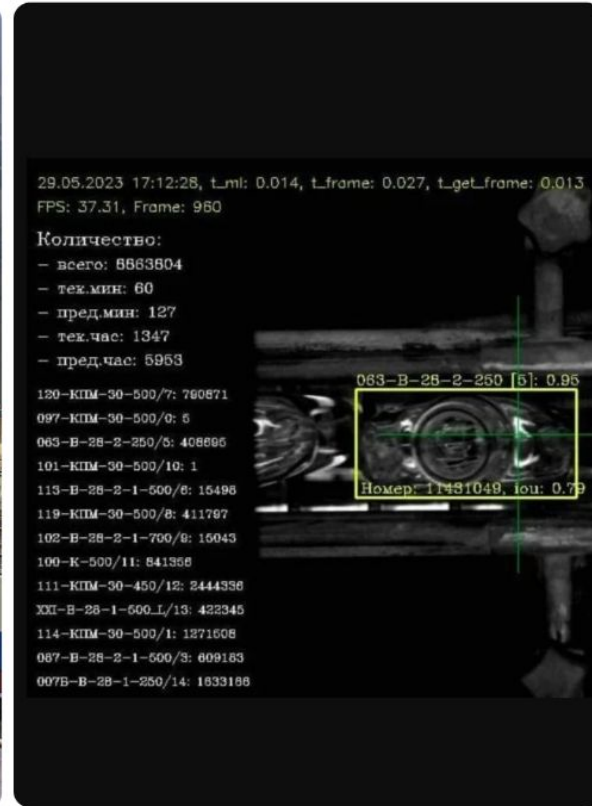 29.05.2023 17:12:28, t_ml: 0.014, t_frame: 0.027, t_get_frame: 0.013
FPS: 37.31, Frame: 960
Количество:
– всего: 8863804
– тек.мин: 60
– пред.мин: 127
– тек.час: 1347
– пред.час: 5953
063-В-28-2-250 [5]: 0.95
Номер: 11431049, iou: 0.79
120-КПМ-30-500/7: 790871
097-КПМ-30-500/0: 5
063-В-28-2-250/5: 408695
101-КПМ-30-500/10: 1
113-В-28-2-1-500/6: 15498
119-КПМ-30-500/8: 411797
102-В-28-2-1-700/9: 15043
100-К-500/11: 841356
111-КПМ-30-450/12: 2444336
XXI-В-28-1-500_L/13: 422345
114-КПМ-30-500/1: 1271508
087-В-28-2-1-500/3: 609183
007Б-В-28-1-250/14: 1633166